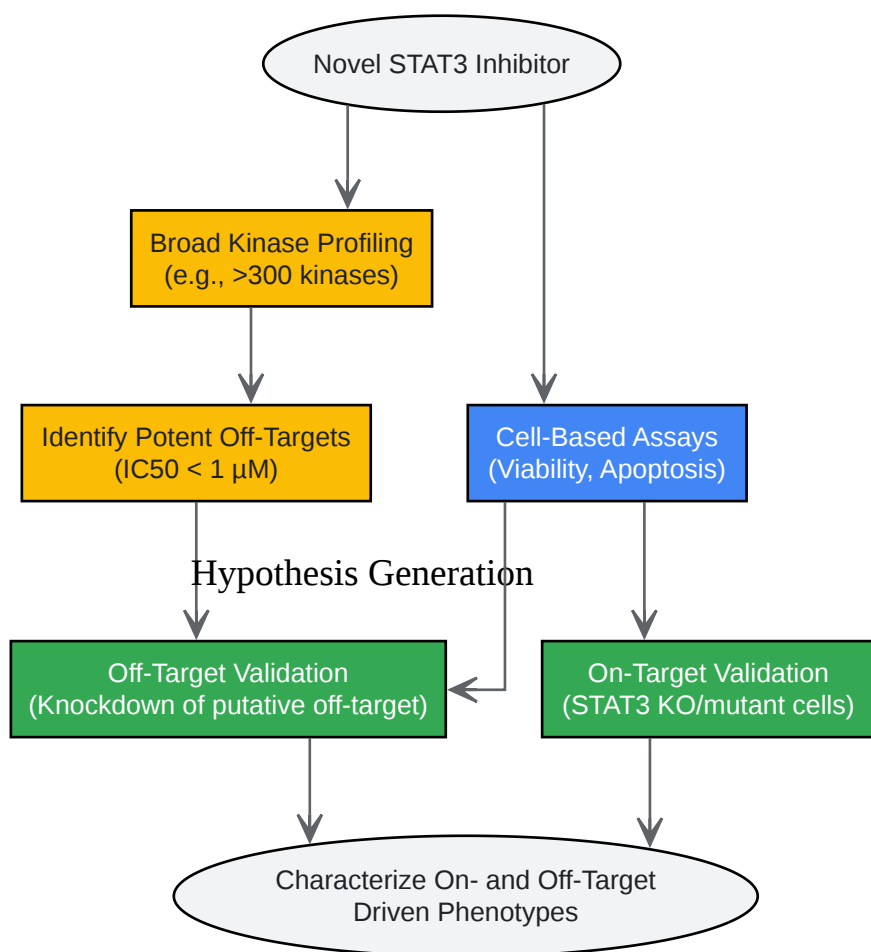 Novel STAT3 Inhibitor
Broad Kinase Profiling
(e.g., >300 kinases)
Identify Potent Off-Targets
(IC50 < 1 µM)
Cell-Based Assays
(Viability, Apoptosis)
Hypothesis Generation
Off-Target Validation
(Knockdown of putative off-target)
On-Target Validation
(STAT3 KO/mutant cells)
Characterize On- and Off-Target
Driven Phenotypes